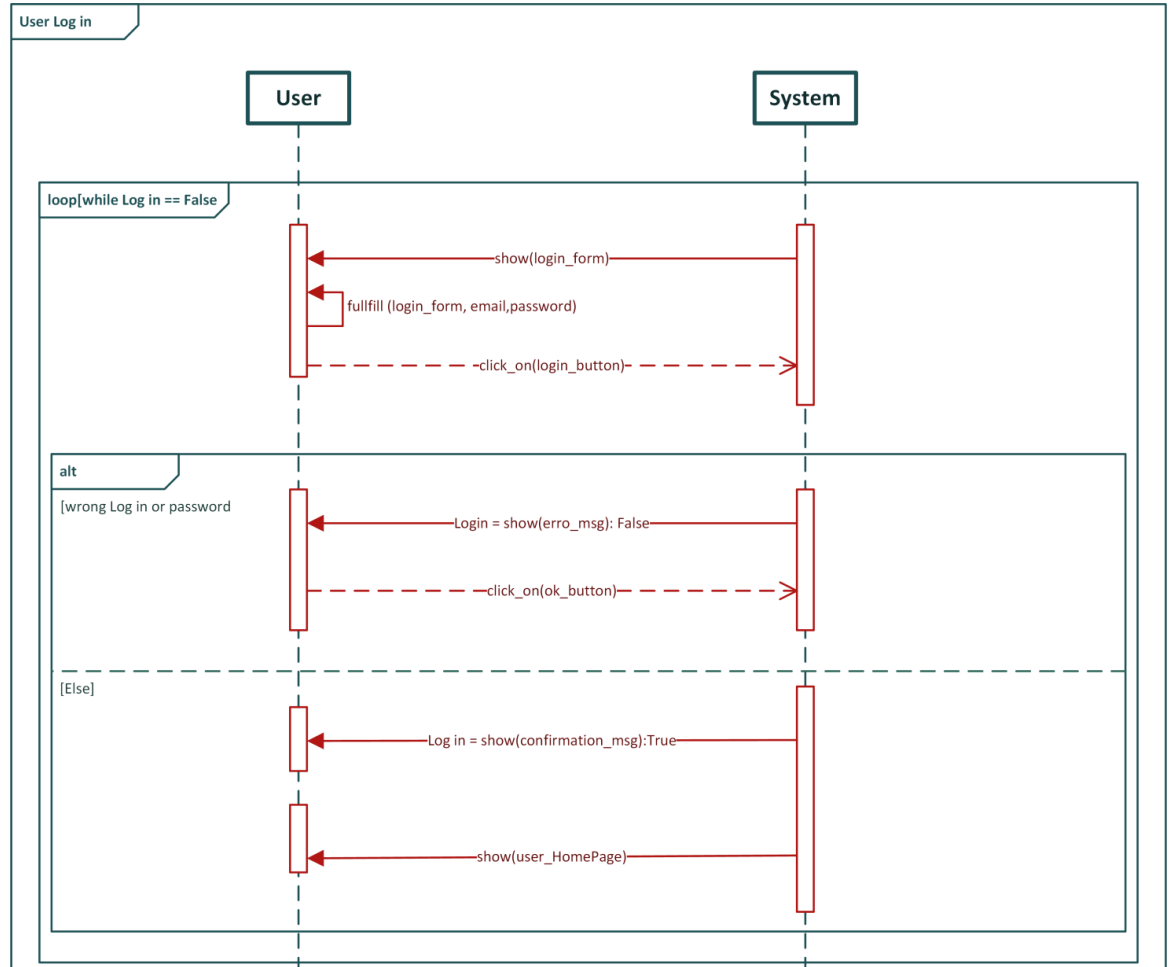 User Log in
User
System
loop[while Log in == False
show(login_form)
fullfill (login_form, email,password)
click_on(login_button)
alt
[wrong Log in or password
Login = show(erro_msg): False
click_on(ok_button)
[Else]
Log in = show(confirmation_msg):True
show(user_HomePage)